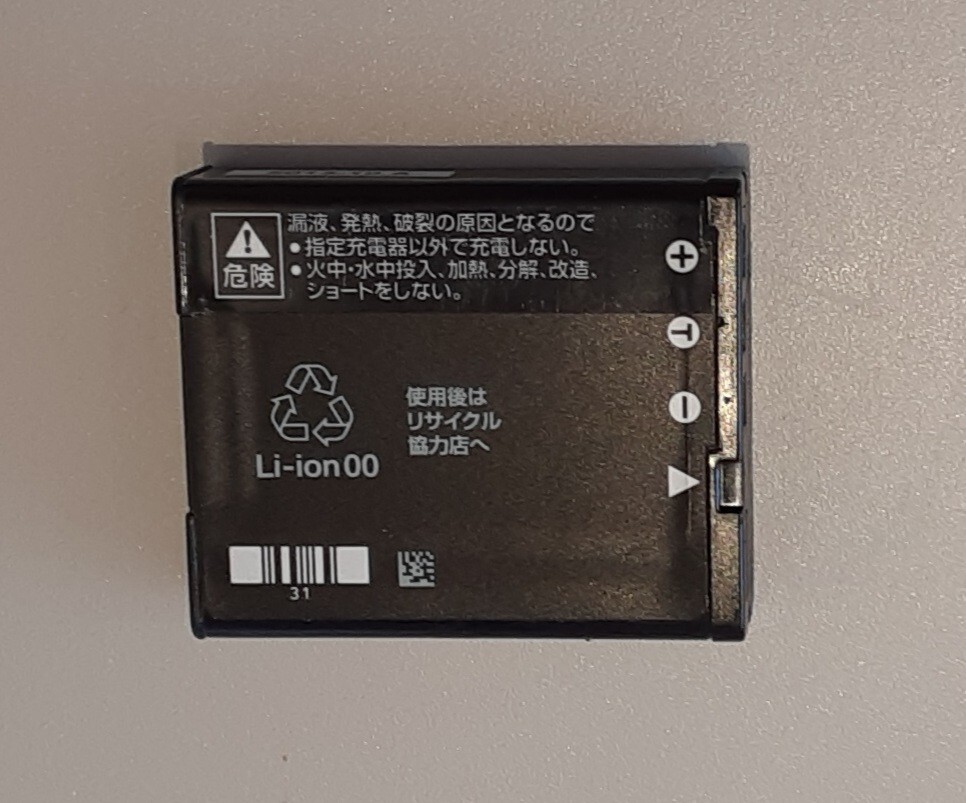 危険
漏液、発熱、破裂の原因となるので
●指定充電器以外で充電しない。
●火中・水中投入、加熱、分解、改造、
ショートをしない。
+
T
−
使用後は
リサイクル
協力店へ
Li-ion00
31